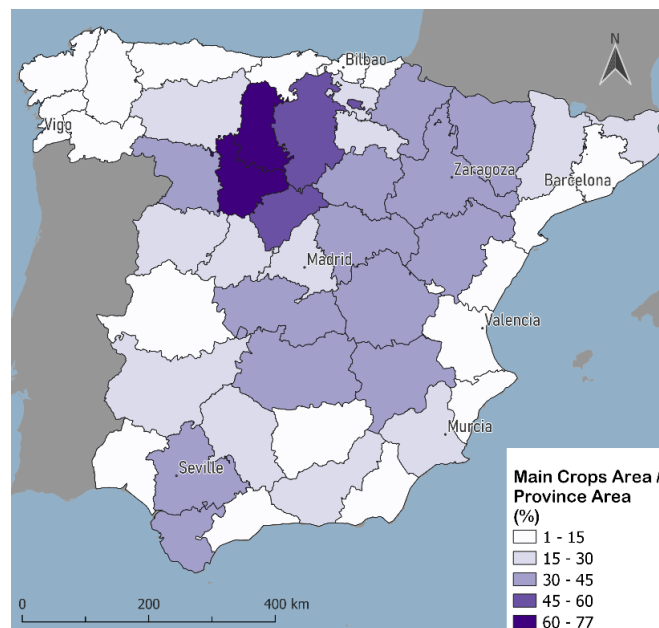 N
Bilbao
Vigo
Zaragoza
Barcelona
Madrid
Valencia
Murcia
Seville
Main Crops Area /
Province Area
(%)
1 - 15
15 - 30
30 - 45
45 - 60
60 - 77
0 200 400 km